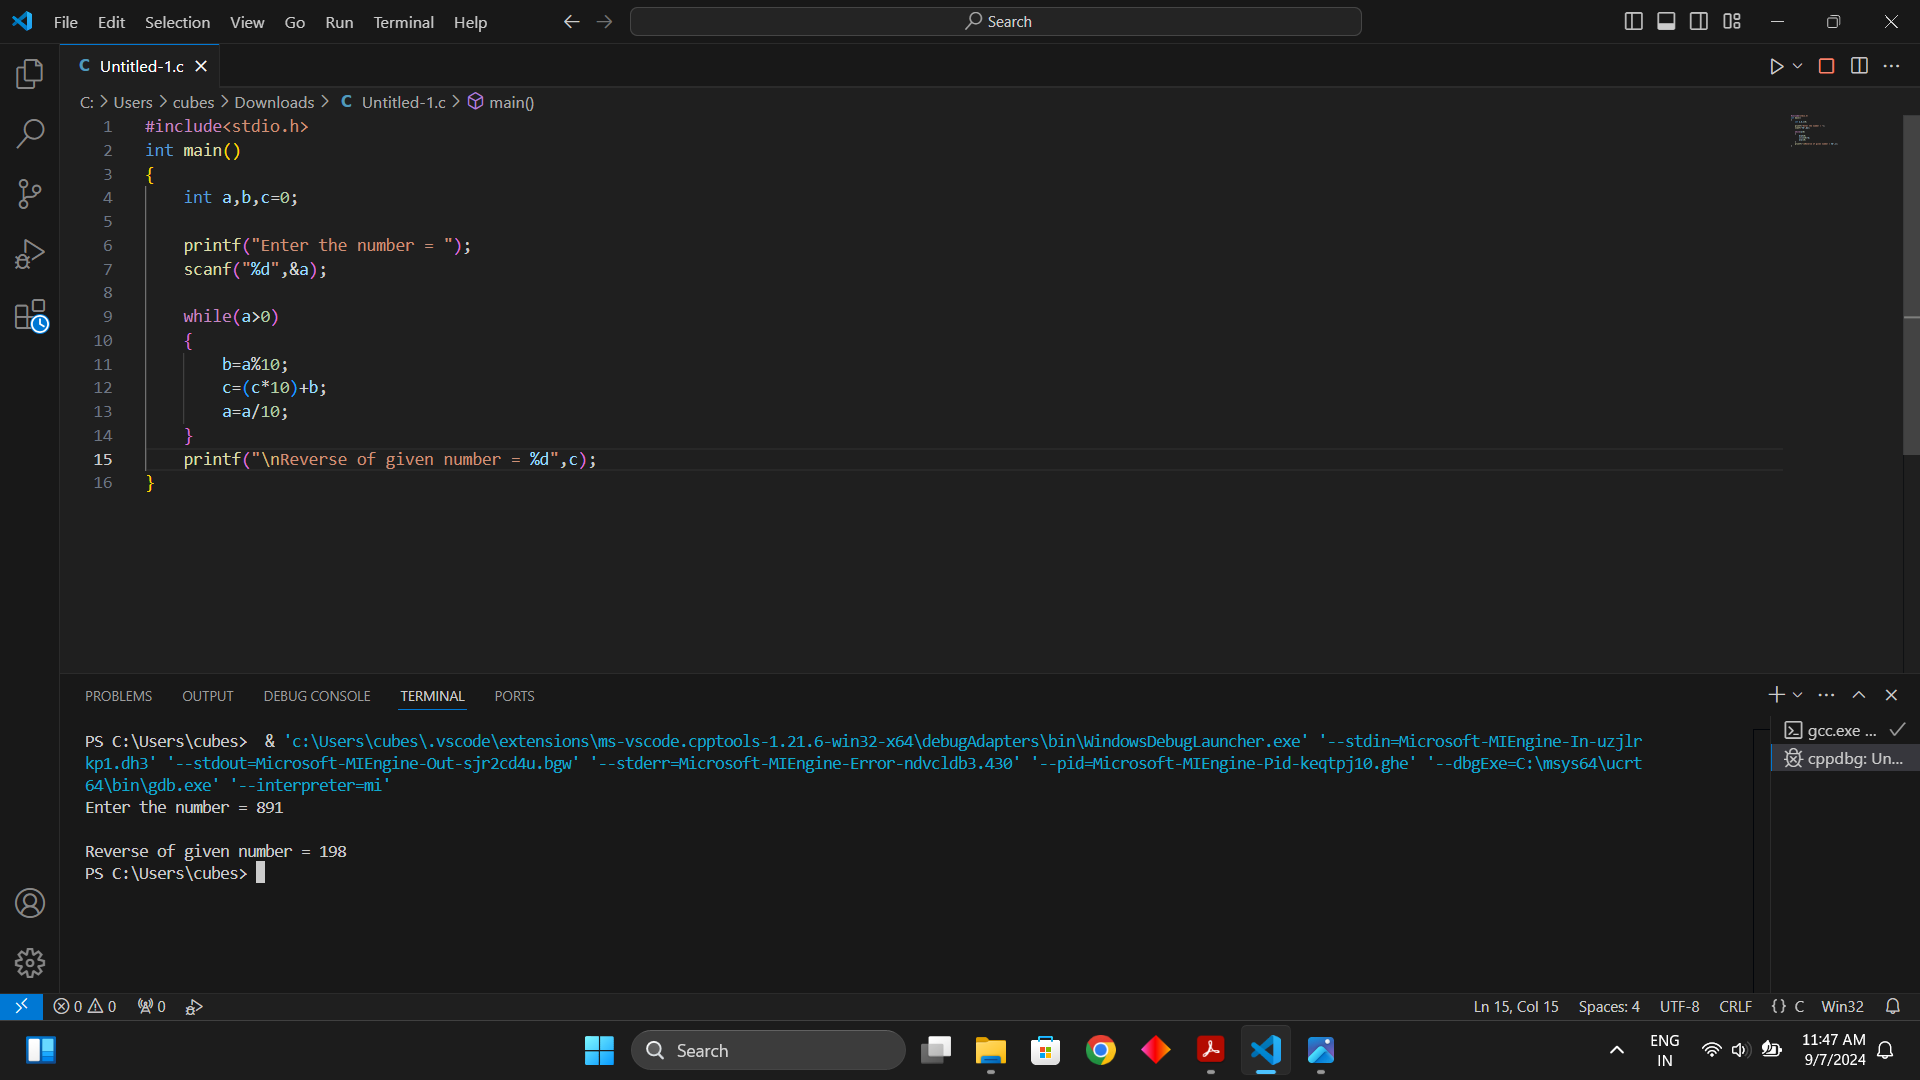 File Edit Selection View Go Run Terminal Help
Search
C Untitled-1.c
C: > Users > cubes > Downloads > C Untitled-1.c > main()
1 #include<stdio.h>
2 int main()
3 {
4 int a,b,c=0;
5
6 printf("Enter the number = ");
7 scanf("%d",&a);
8
9 while(a>0)
10 {
11 b=a%10;
12 c=(c*10)+b;
13 a=a/10;
14 }
15 printf("\nReverse of given number = %d",c);
16 }
PROBLEMS OUTPUT DEBUG CONSOLE TERMINAL PORTS
PS C:\Users\cubes>  & 'c:\Users\cubes\.vscode\extensions\ms-vscode.cpptools-1.21.6-win32-x64\debugAdapters\bin\WindowsDebugLauncher.exe' '--stdin=Microsoft-MIEngine-In-uzjlr
kp1.dh3' '--stdout=Microsoft-MIEngine-Out-sjr2cd4u.bgw' '--stderr=Microsoft-MIEngine-Error-ndvcldb3.430' '--pid=Microsoft-MIEngine-Pid-keqtpj10.ghe' '--dbgExe=C:\msys64\ucrt
64\bin\gdb.exe' '--interpreter=mi'
Enter the number = 891
Reverse of given number = 198
PS C:\Users\cubes>
gcc.exe ...
cppdbg: Un...
0 0 0
Ln 15, Col 15 Spaces: 4 UTF-8 CRLF {} C Win32
Search
ENG
IN
11:47 AM
9/7/2024